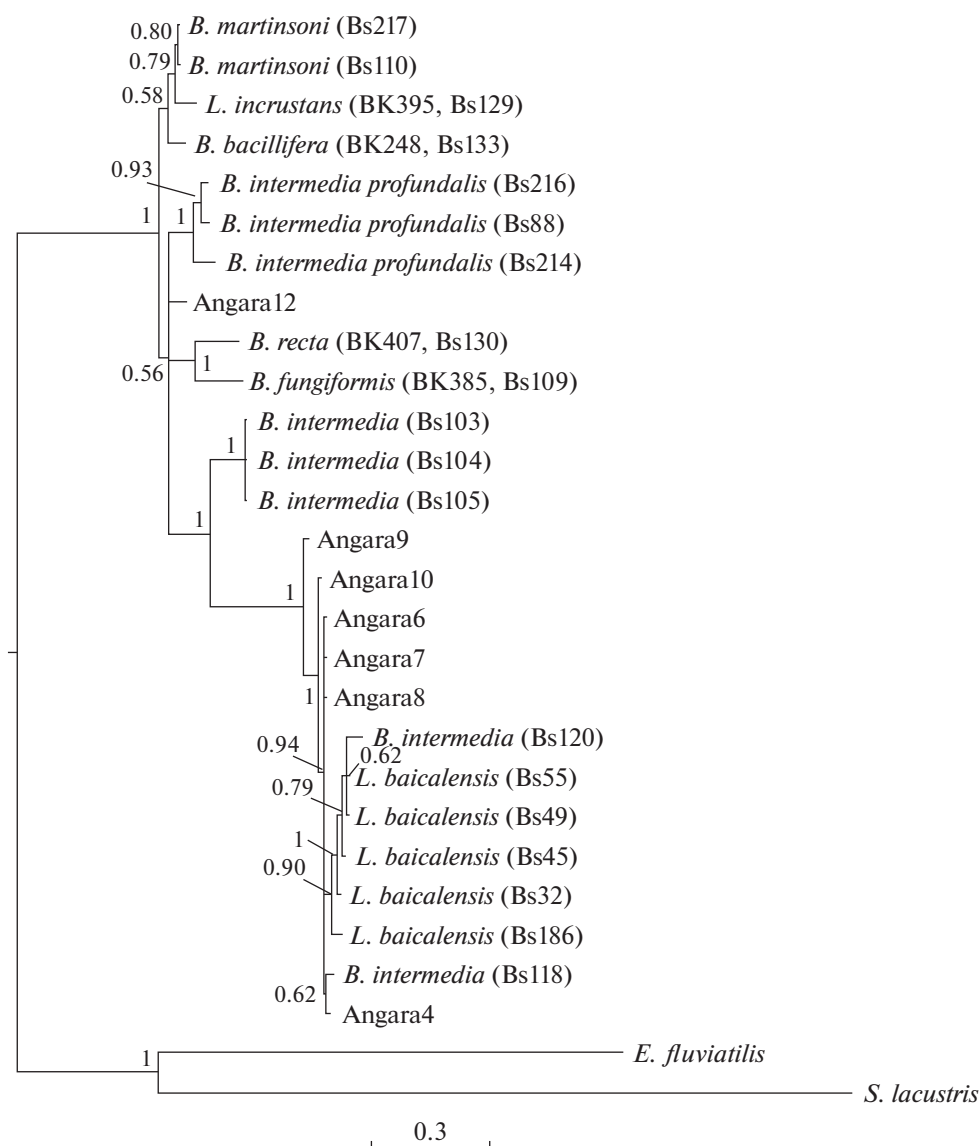 0.80
B. martinsoni (Bs217)
0.79
B. martinsoni (Bs110)
0.58
L. incrustans (BK395, Bs129)
B. bacillifera (BK248, Bs133)
0.93
B. intermedia profundalis (Bs216)
1
1
B. intermedia profundalis (Bs88)
B. intermedia profundalis (Bs214)
Angara12
B. recta (BK407, Bs130)
0.56
1
B. fungiformis (BK385, Bs109)
B. intermedia (Bs103)
1
B. intermedia (Bs104)
B. intermedia (Bs105)
1
Angara9
Angara10
1
Angara6
Angara7
1
Angara8
0.94
B. intermedia (Bs120)
0.62
L. baicalensis (Bs55)
0.79
L. baicalensis (Bs49)
1
L. baicalensis (Bs45)
0.90
L. baicalensis (Bs32)
L. baicalensis (Bs186)
B. intermedia (Bs118)
0.62
Angara4
1
E. fluviatilis
S. lacustris
0.3